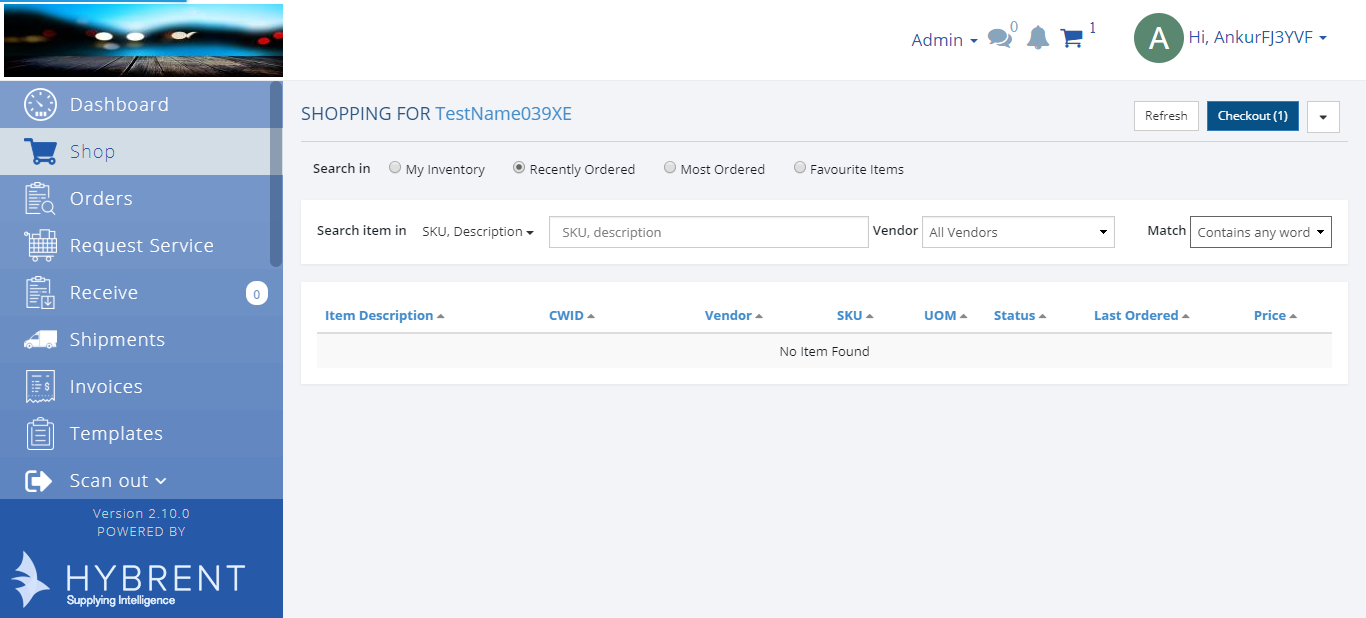 Admin 0 1 A Hi, AnkurFJ3YVF
Dashboard
Shop
Orders
Request Service
Receive 0
Shipments
Invoices
Templates
Scan out
Version 2.10.0
POWERED BY
HYBRENT
Supplying Intelligence
SHOPPING FOR TestName039XE Refresh Checkout (1)
Search in My Inventory Recently Ordered Most Ordered Favourite Items
Search item in SKU, Description SKU, description Vendor All Vendors Match Contains any word
Item Description CWID Vendor SKU UOM Status Last Ordered Price
No Item Found